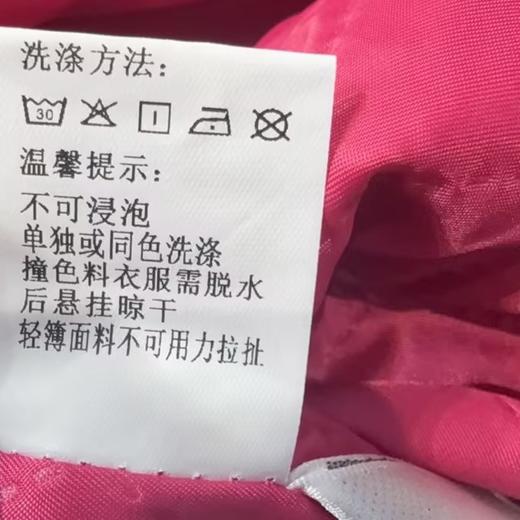 洗涤方法：
30
温馨提示：
不可浸泡
单独或同色洗涤
撞色料衣服需脱水
后悬挂晾干
轻薄面料不可用力拉扯